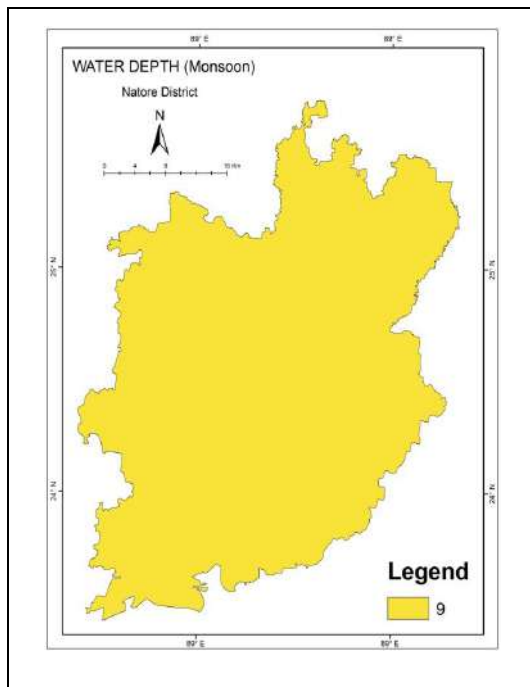 89° E 89° E
WATER DEPTH (Monsoon)
Natore District
N
0 4 8 16 Km
25° N 25° N
24° N 24° N
Legend
9
89° E 89° E